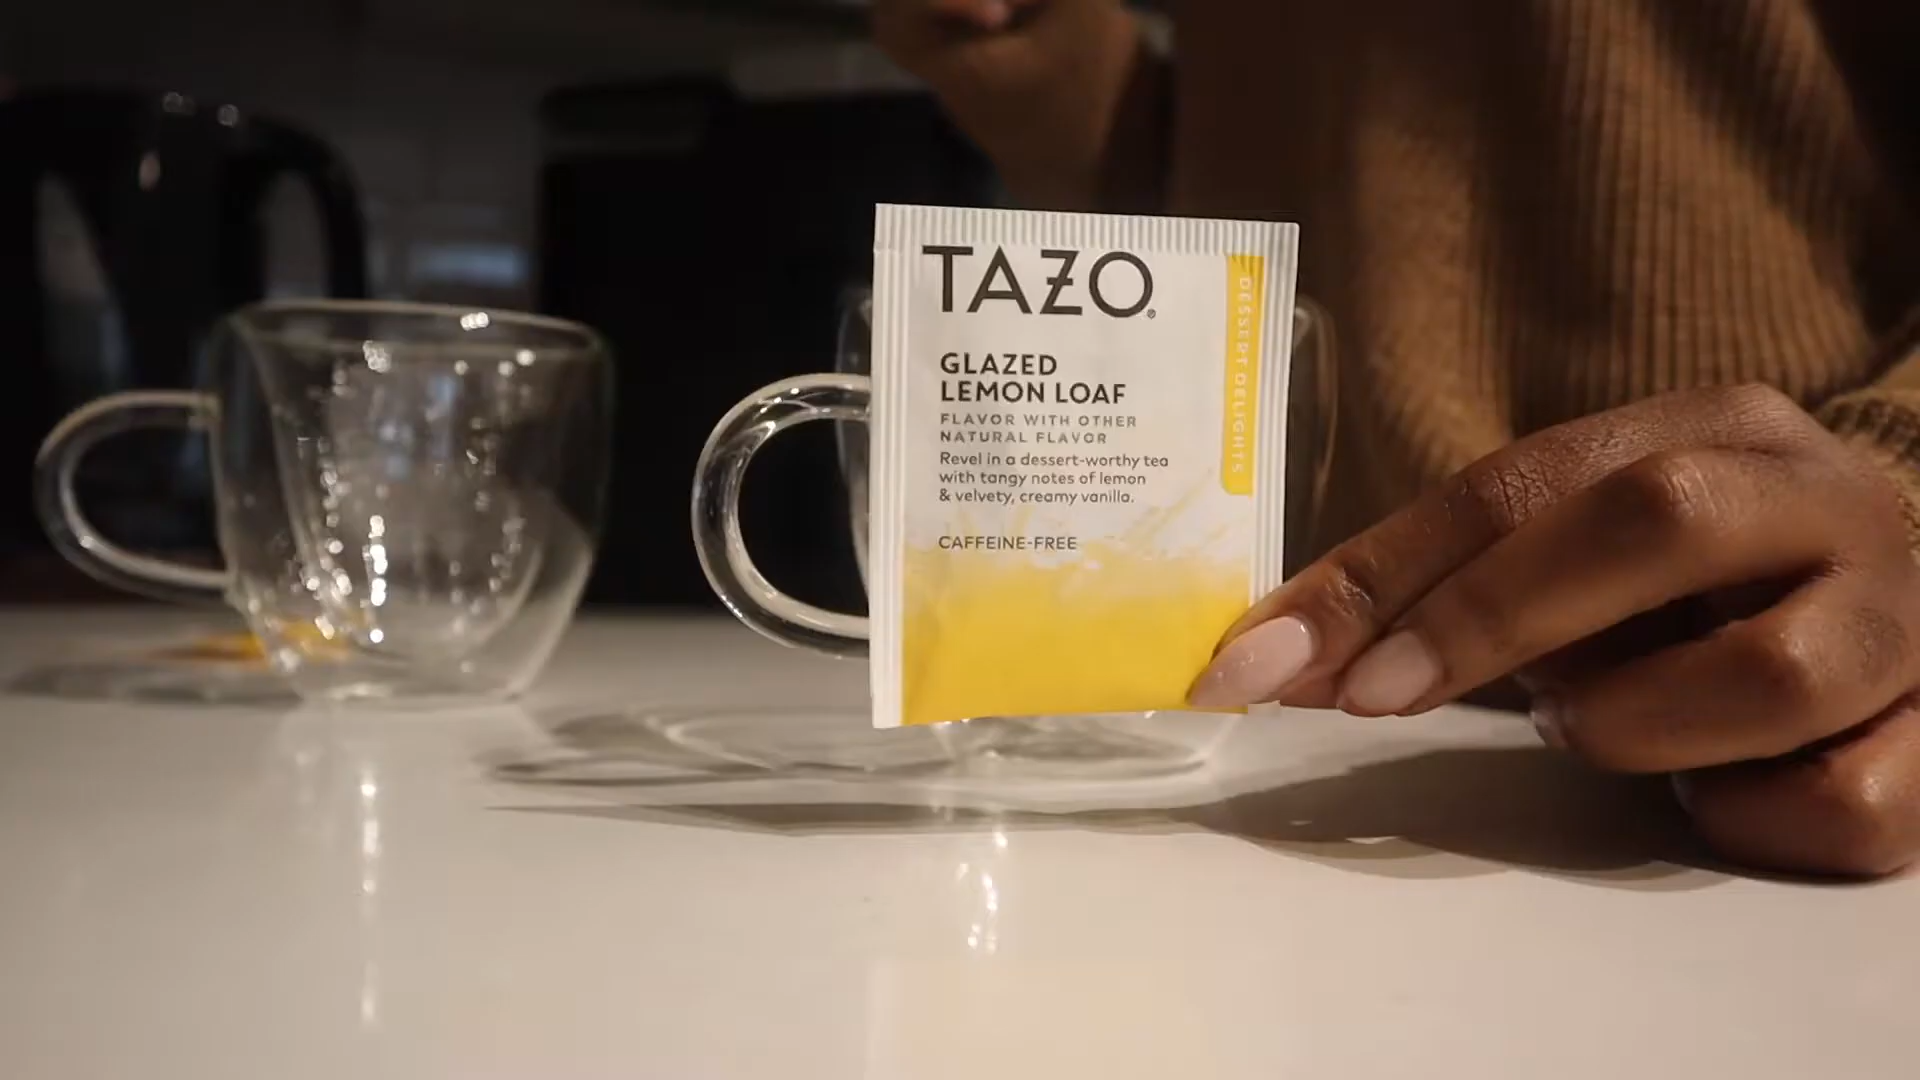 TAZO®
GLAZED
LEMON LOAF
FLAVOR WITH OTHER
NATURAL FLAVOR
Revel in a dessert-worthy tea
with tangy notes of lemon
& velvety, creamy vanilla.
CAFFEINE-FREE
DESSERT DELIGHTS